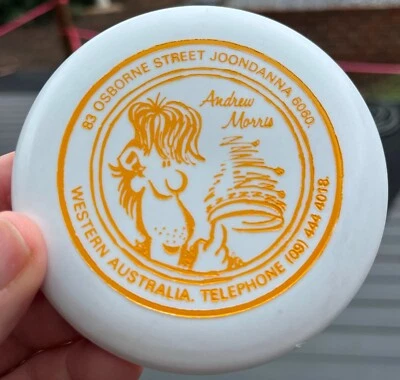 83 OSBORNE STREET JOONDANNA 6060.
Andrew
Morris
WESTERN AUSTRALIA. TELEPHONE (09) 444 4018.